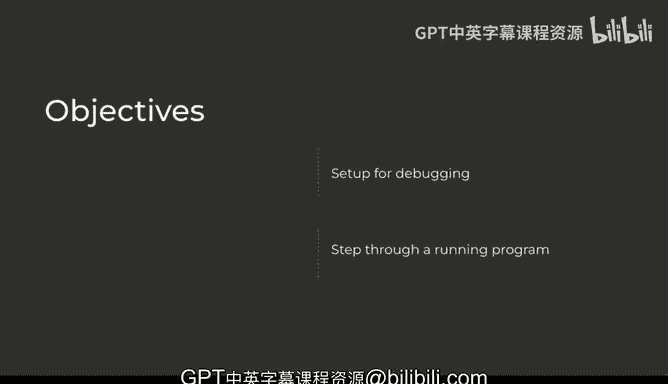 GPT中英字幕课程资源 bilibili
Objectives
Setup for debugging
Step through a running program
GPT中英字幕课程资源@bilibili.com